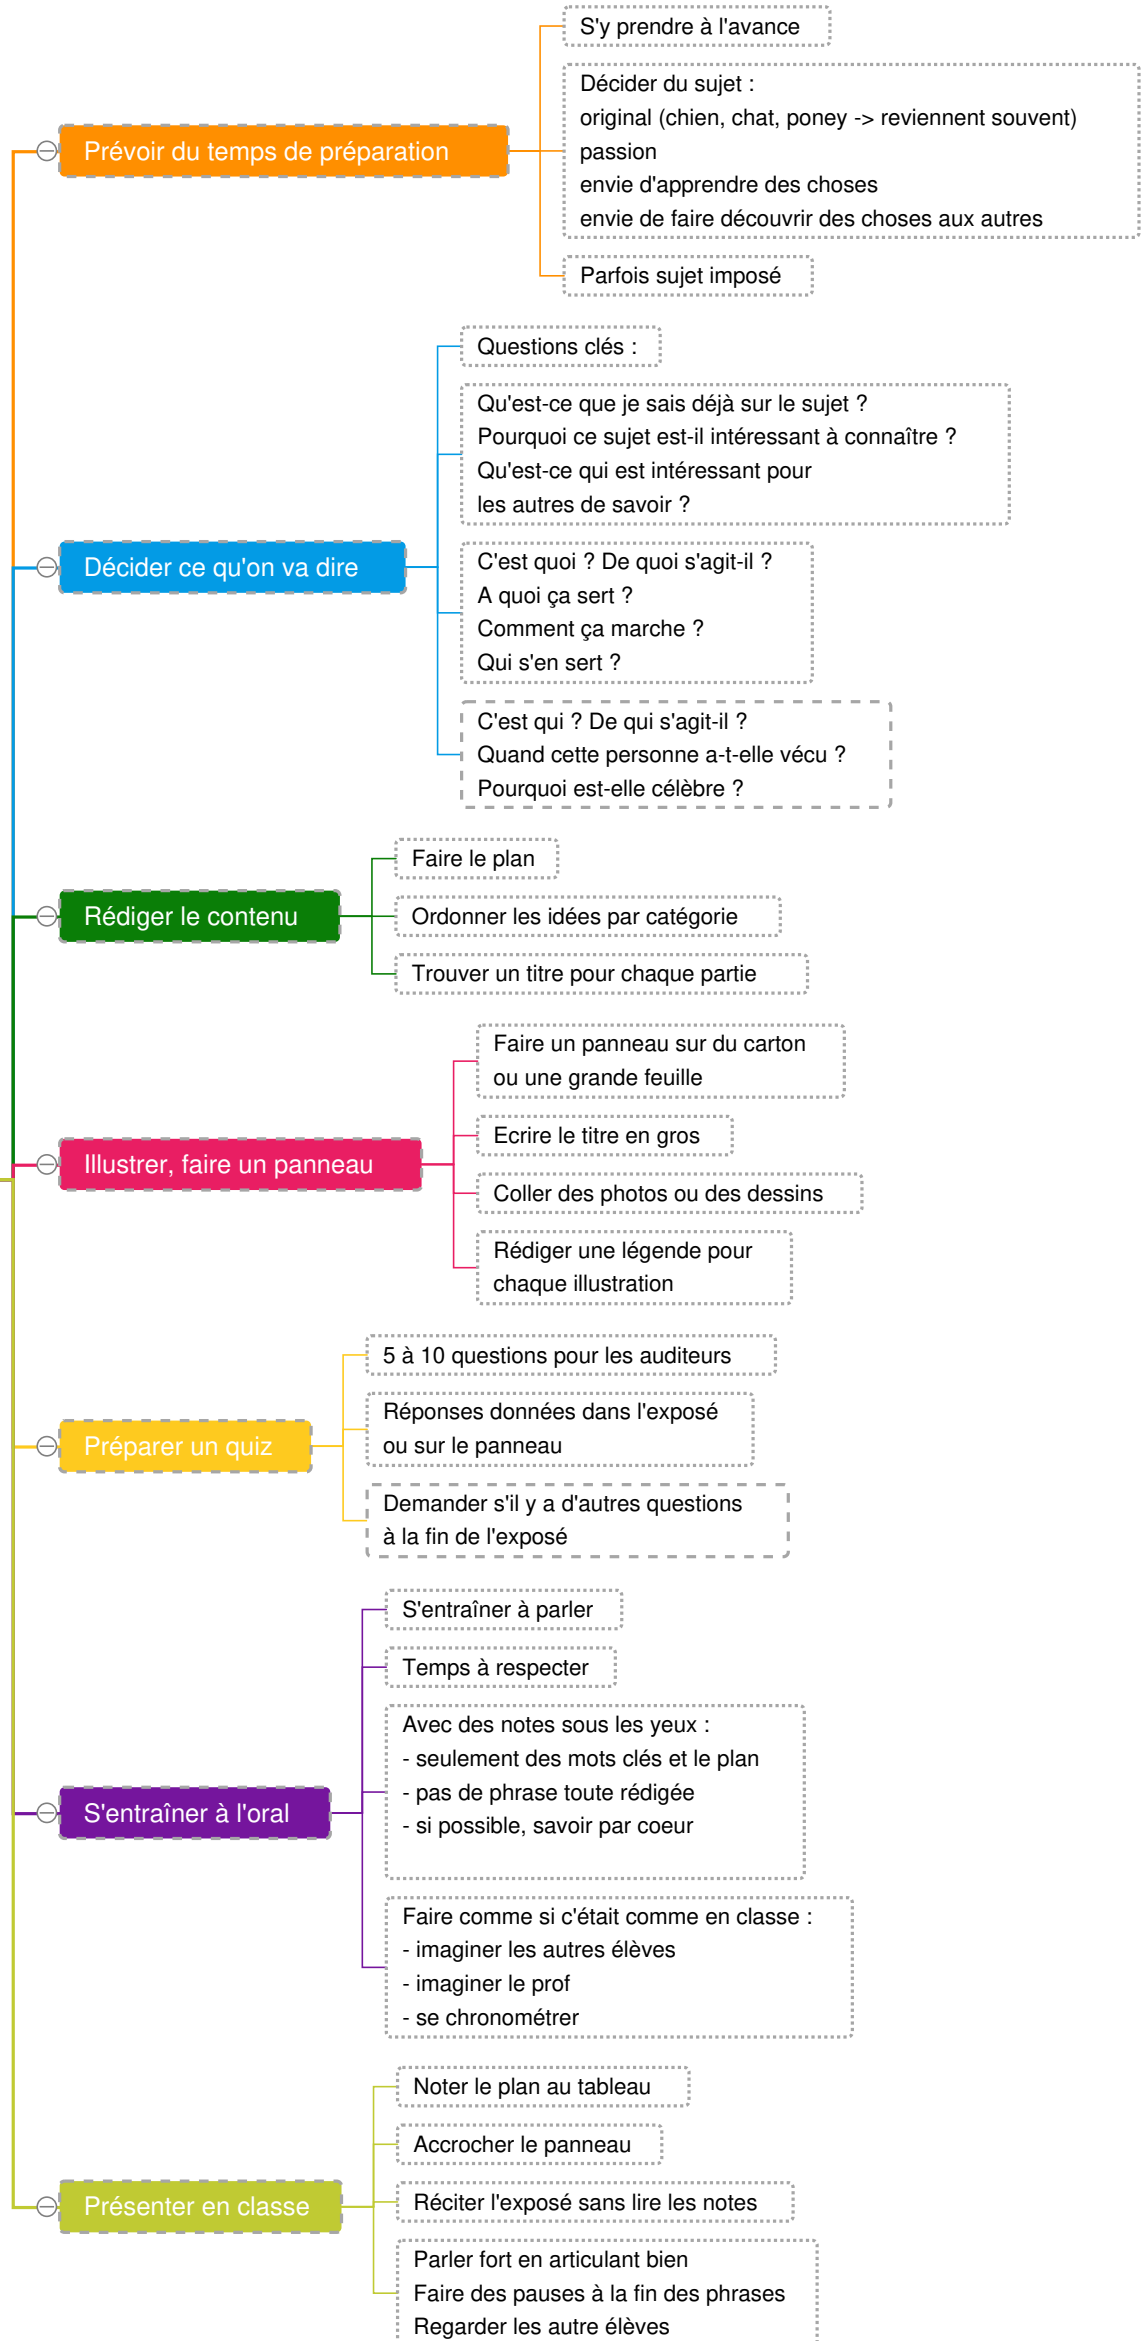 Prévoir du temps de préparation
S'y prendre à l'avance
Décider du sujet :
original (chien, chat, poney -> reviennent souvent)
passion
envie d'apprendre des choses
envie de faire découvrir des choses aux autres
Parfois sujet imposé
Décider ce qu'on va dire
Questions clés :
Qu'est-ce que je sais déjà sur le sujet ?
Pourquoi ce sujet est-il intéressant à connaître ?
Qu'est-ce qui est intéressant pour
les autres de savoir ?
C'est quoi ? De quoi s'agit-il ?
A quoi ça sert ?
Comment ça marche ?
Qui s'en sert ?
C'est qui ? De qui s'agit-il ?
Quand cette personne a-t-elle vécu ?
Pourquoi est-elle célèbre ?
Rédiger le contenu
Faire le plan
Ordonner les idées par catégorie
Trouver un titre pour chaque partie
Illustrer, faire un panneau
Faire un panneau sur du carton
ou une grande feuille
Ecrire le titre en gros
Coller des photos ou des dessins
Rédiger une légende pour
chaque illustration
Préparer un quiz
5 à 10 questions pour les auditeurs
Réponses données dans l'exposé
ou sur le panneau
Demander s'il y a d'autres questions
à la fin de l'exposé
S'entraîner à l'oral
S'entraîner à parler
Temps à respecter
Avec des notes sous les yeux :
- seulement des mots clés et le plan
- pas de phrase toute rédigée
- si possible, savoir par coeur
Faire comme si c'était comme en classe :
- imaginer les autres élèves
- imaginer le prof
- se chronométrer
Présenter en classe
Noter le plan au tableau
Accrocher le panneau
Réciter l'exposé sans lire les notes
Parler fort en articulant bien
Faire des pauses à la fin des phrases
Regarder les autre élèves